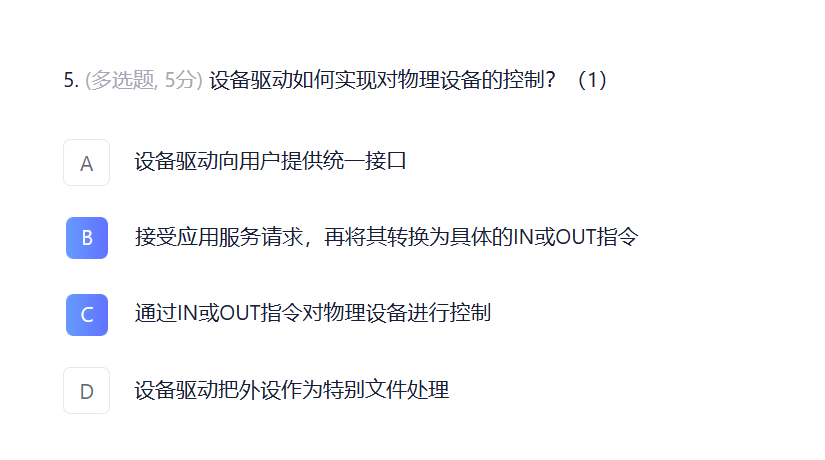 5. (多选题, 5分) 设备驱动如何实现对物理设备的控制？（1）
A 设备驱动向用户提供统一接口
B 接受应用服务请求，再将其转换为具体的IN或OUT指令
C 通过IN或OUT指令对物理设备进行控制
D 设备驱动把外设作为特别文件处理